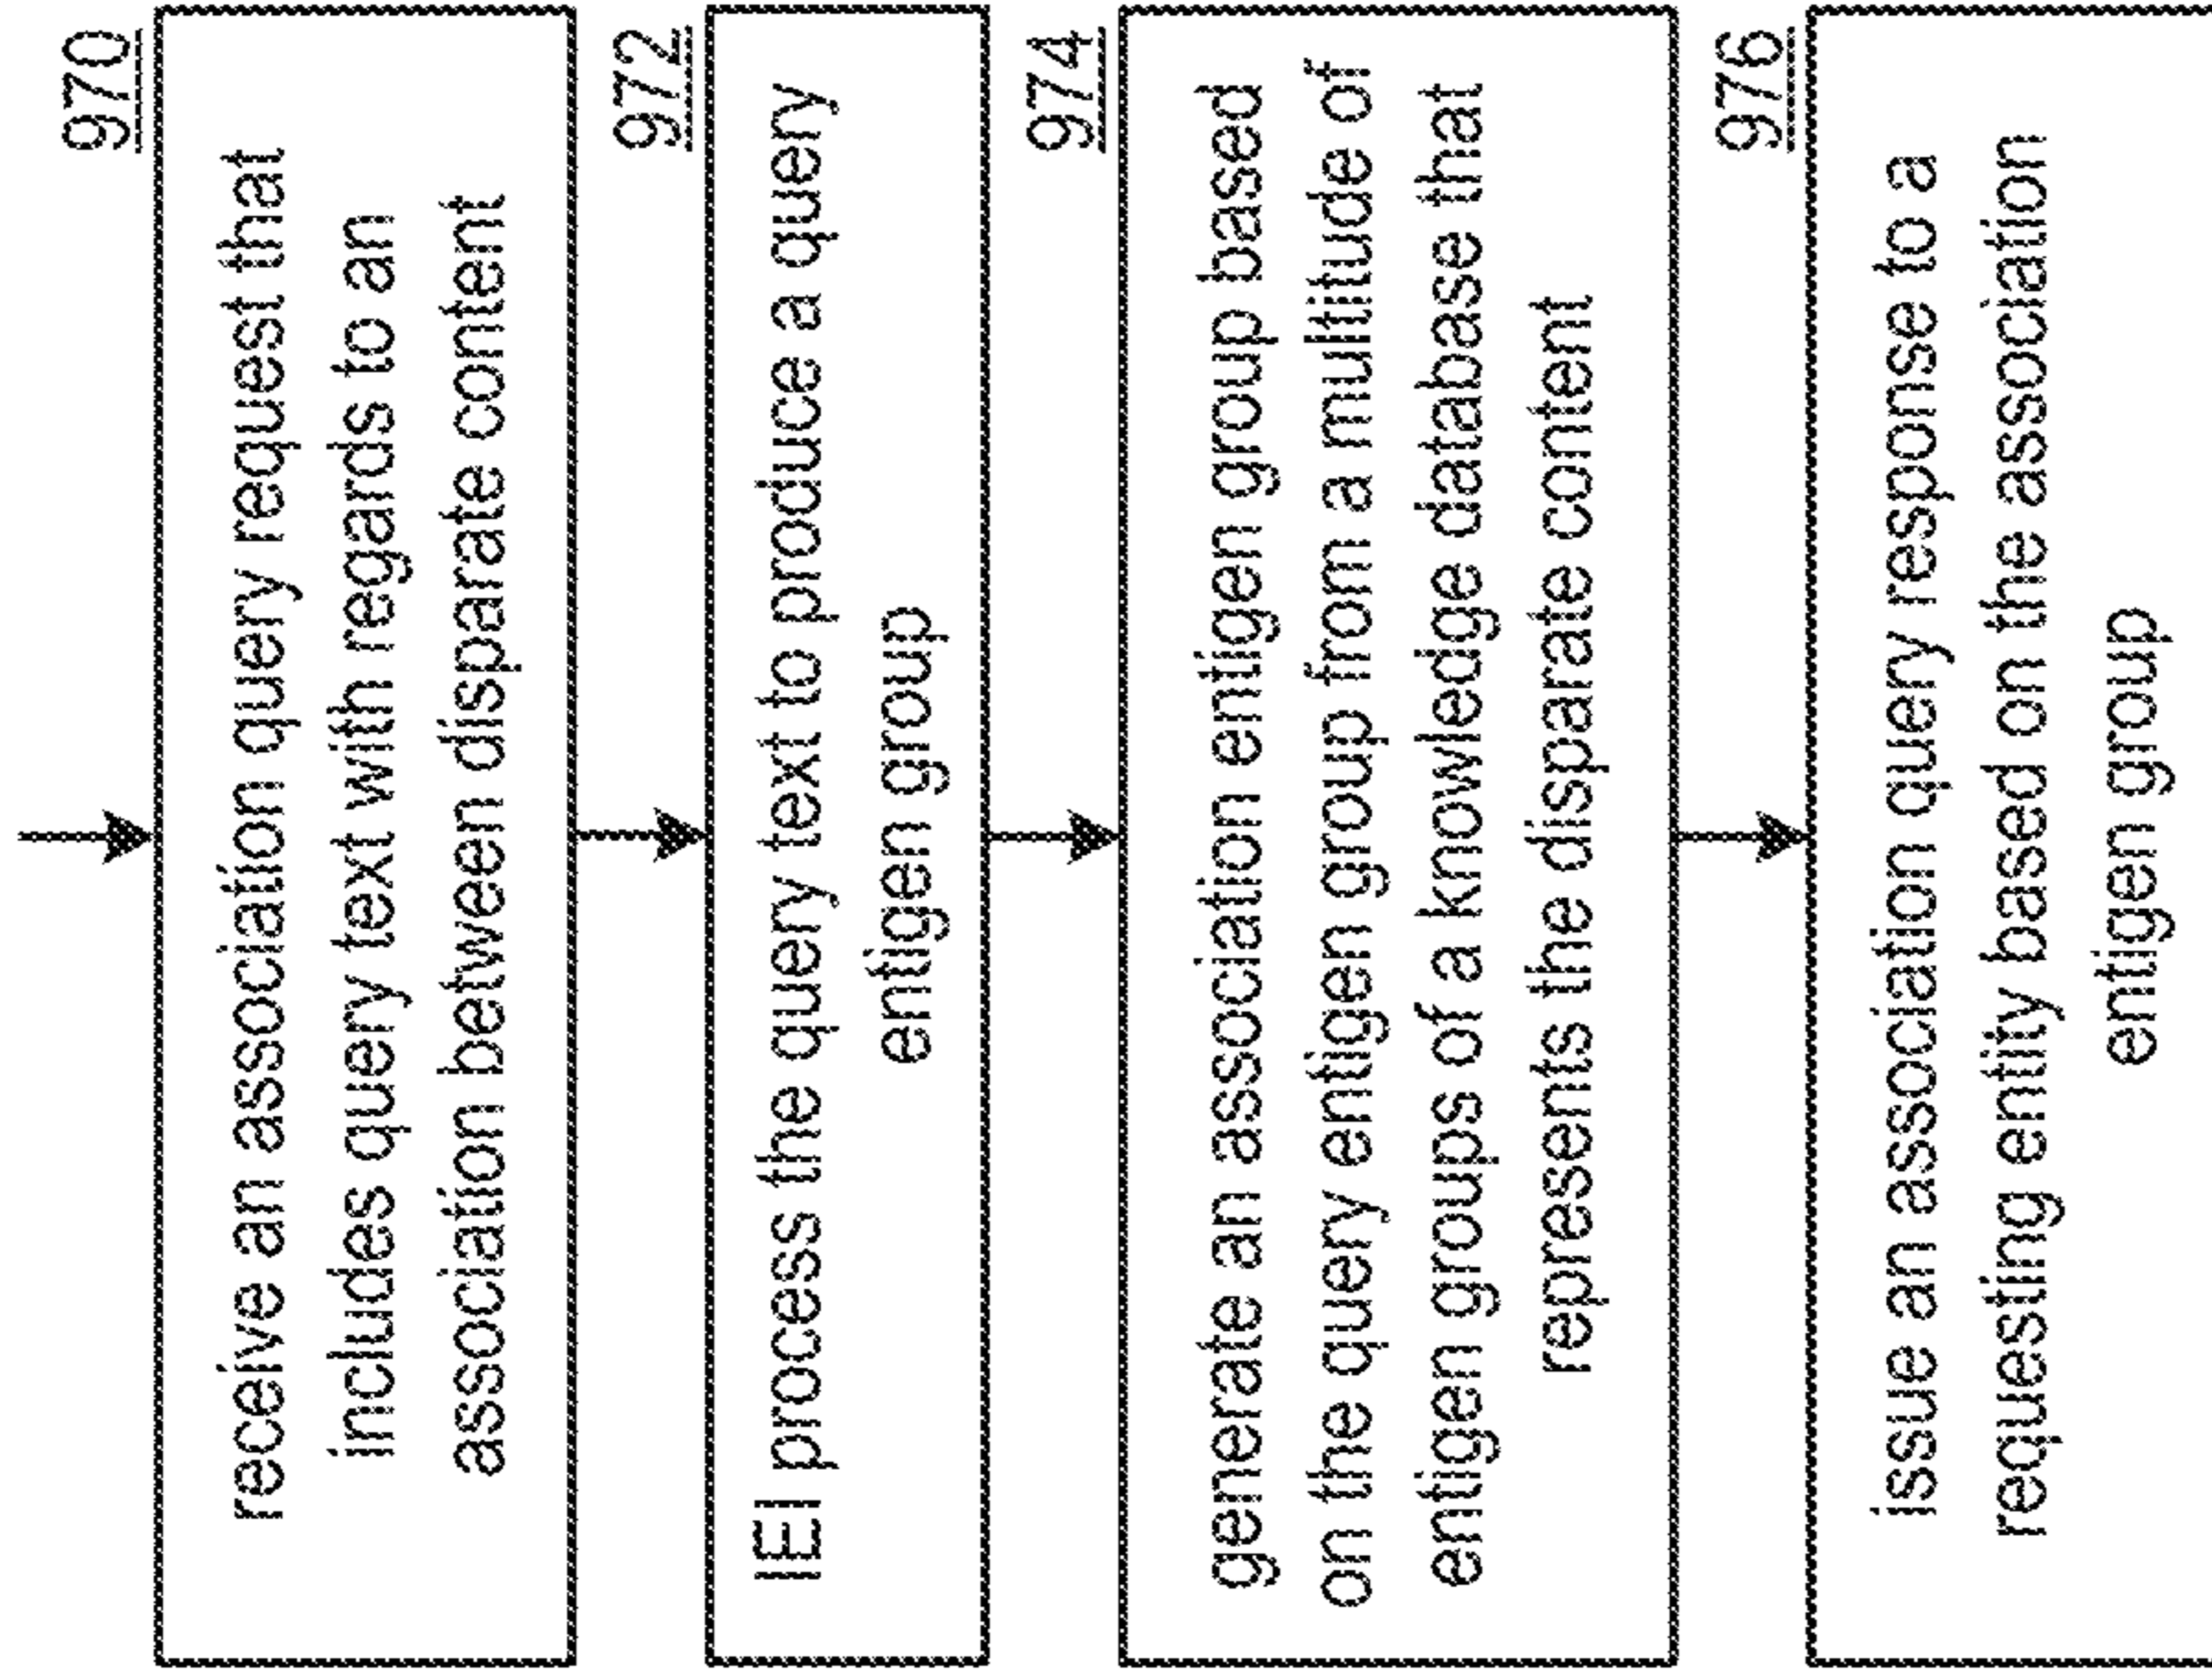 970
receive an association query request that
includes query text with regards to an
association between disparate content
972
IEI process the query text to produce a query
entigen group
974
generate an association entigen group based
on the query entigen group from a mulititude of
entigen groups of a knowledge database that
represents the disparate content
976
issue an association query response to a
requesting entity based on the association
entigen group